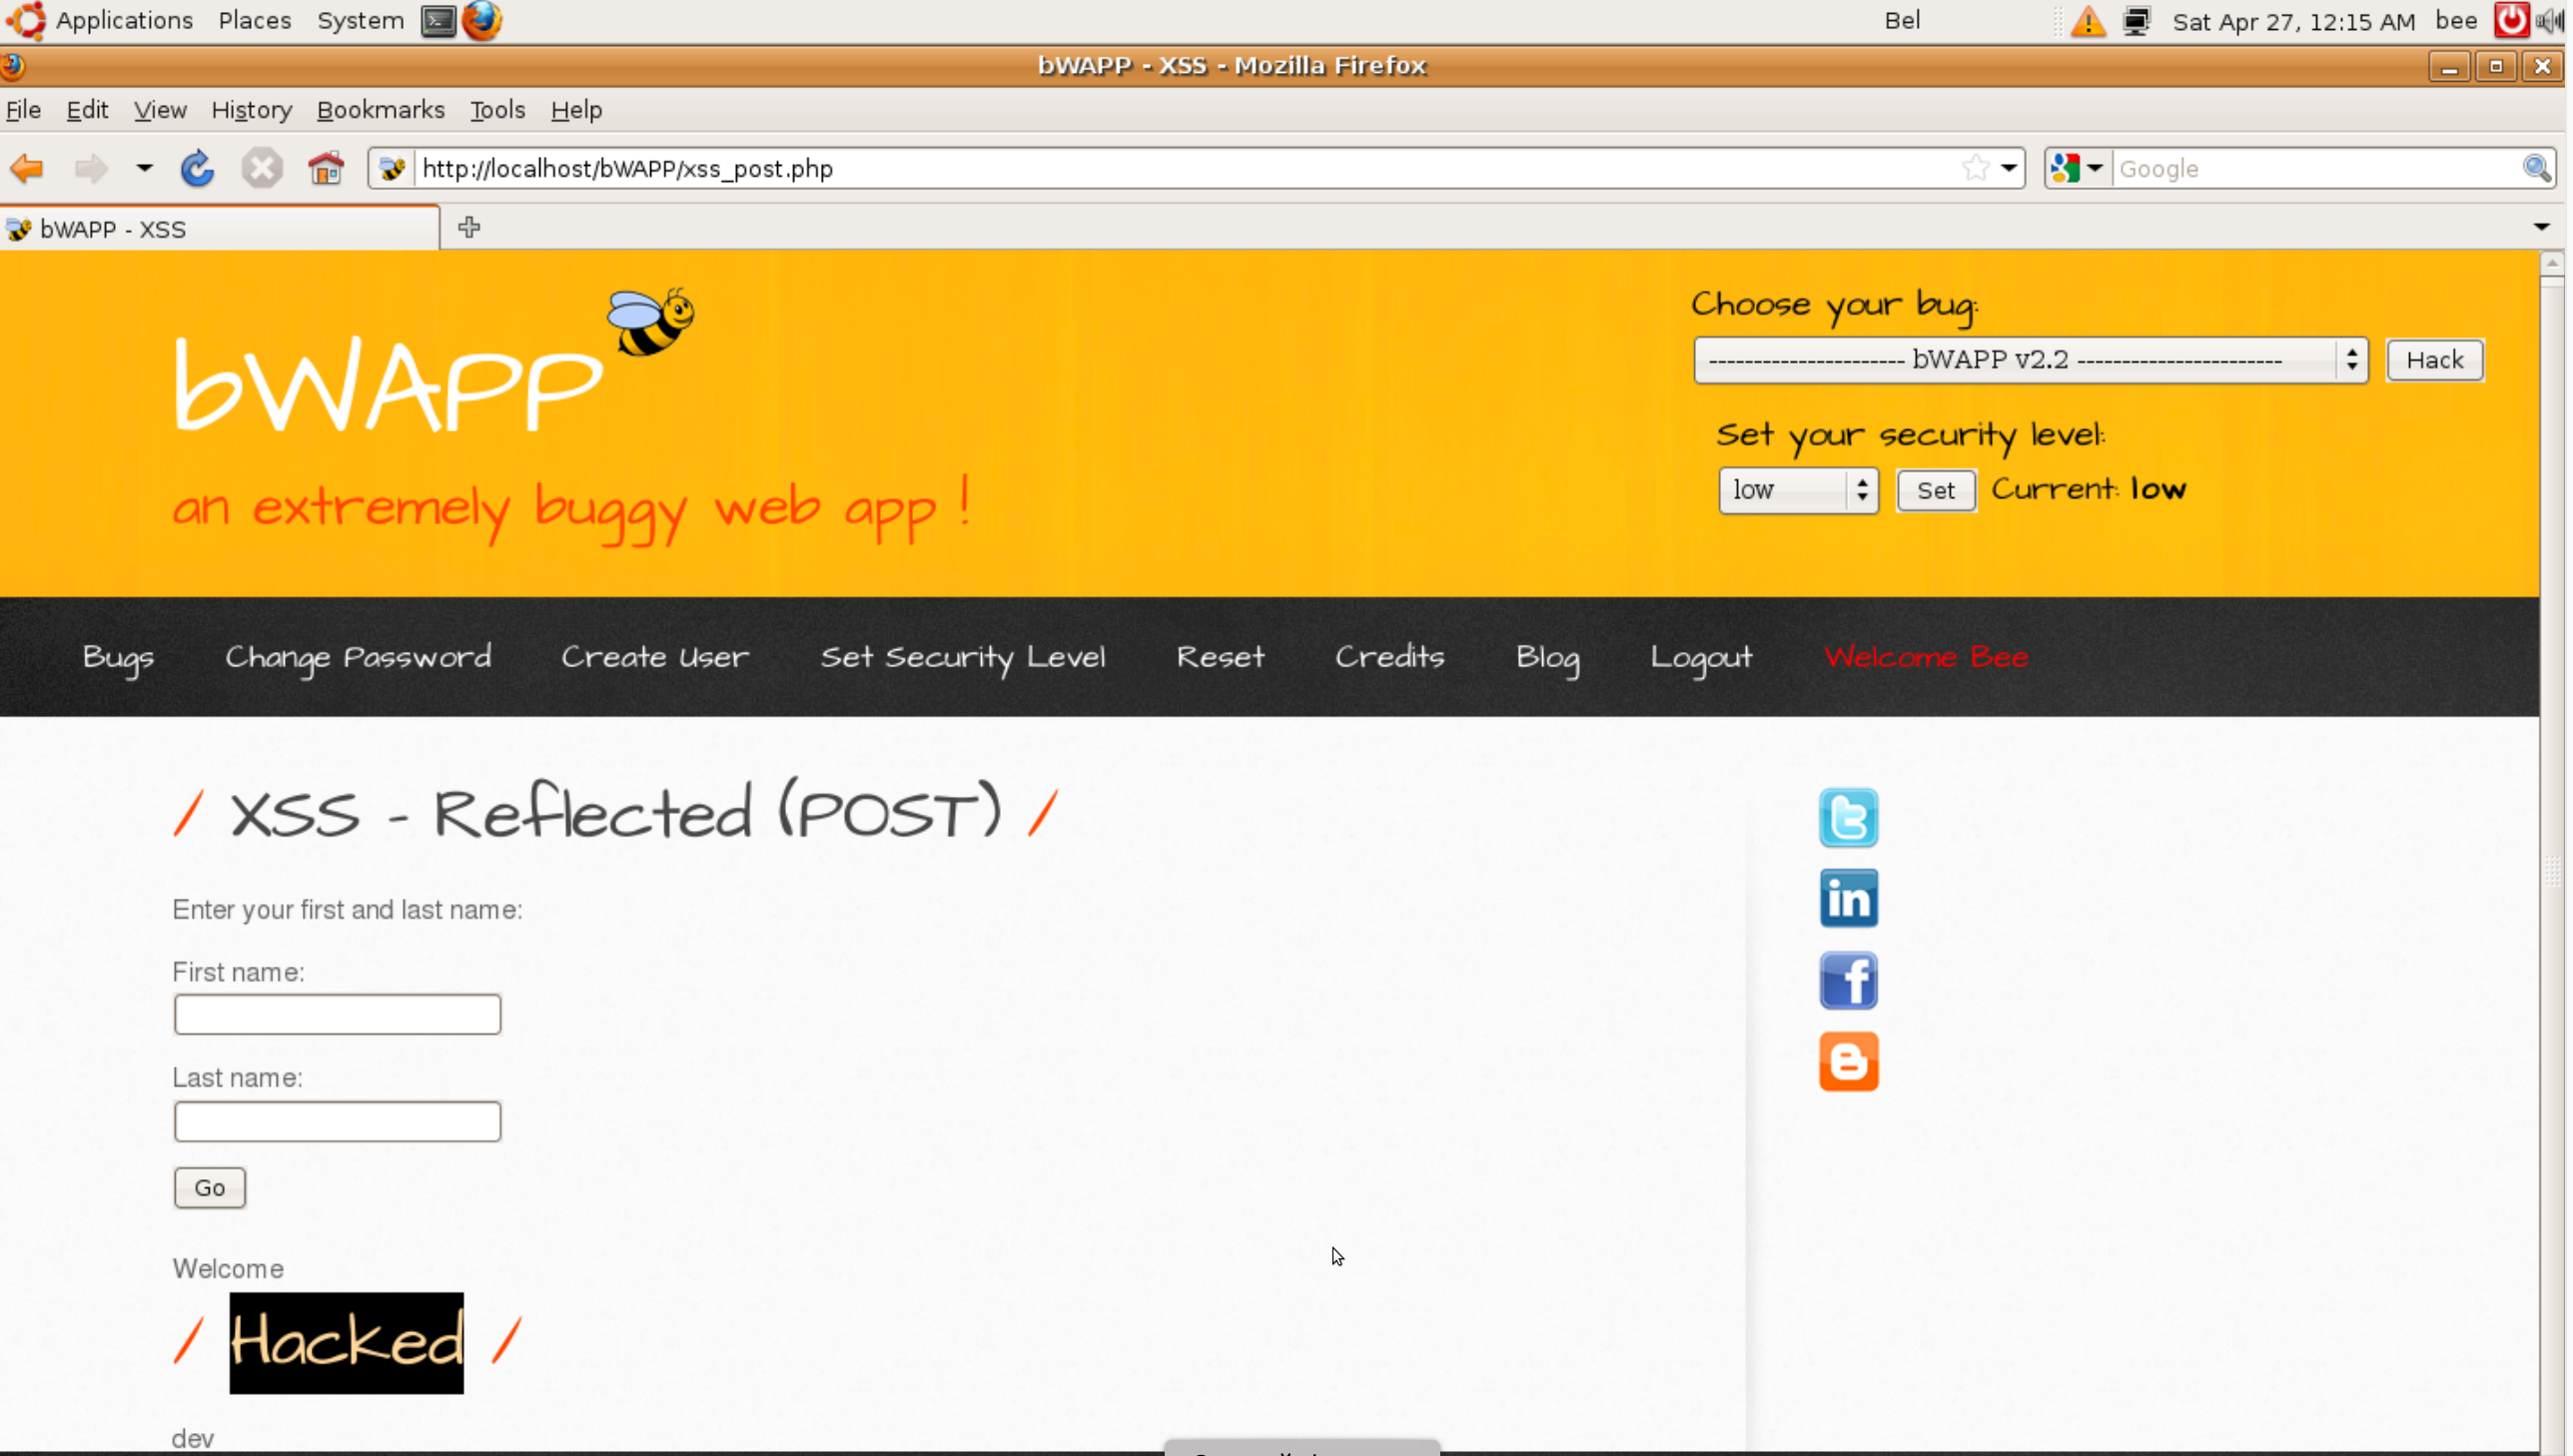 Applications Places System Bel Sat Apr 27, 12:15 AM bee
bWAPP - XSS - Mozilla Firefox
File Edit View History Bookmarks Tools Help
http://localhost/bWAPP/xss_post.php Google
bWAPP - XSS
Choose your bug:
bWAPP
---------------------- bWAPP v2.2 ----------------------- Hack
Set your security level:
low Set Current: low
an extremely buggy web app !
Bugs Change Password Create User Set Security Level Reset Credits Blog Logout Welcome Bee
/ XSS - Reflected (POST) /
Enter your first and last name:
First name:
Last name:
Go
Welcome
/ Hacked /
dev